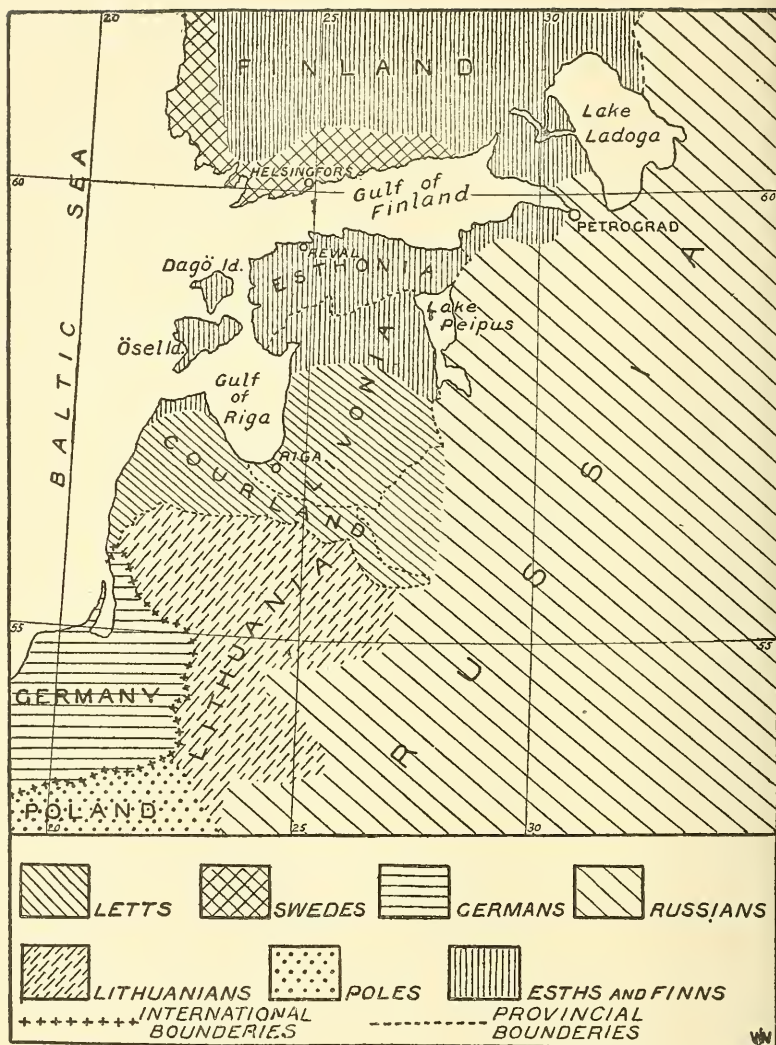 20
25
30
FINLAND
Lake
Ladoga
HELSINGFORS
60
60
Gulf of
Finland
PETROGRAD
REVAL
ESTHONIA
Dagö Id.
Lake
Peipus
Ösel Id.
Gulf
of
Riga
LIVONIA
RIGA
COURLAND
BALTIC SEA
RUSSIA
55
55
LITHUANIA
GERMANY
POLAND
20
25
30
LETTS
SWEDES
GERMANS
RUSSIANS
LITHUANIANS
POLES
ESTHS AND FINNS
INTERNATIONAL
BOUNDERIES
PROVINCIAL
BOUNDERIES